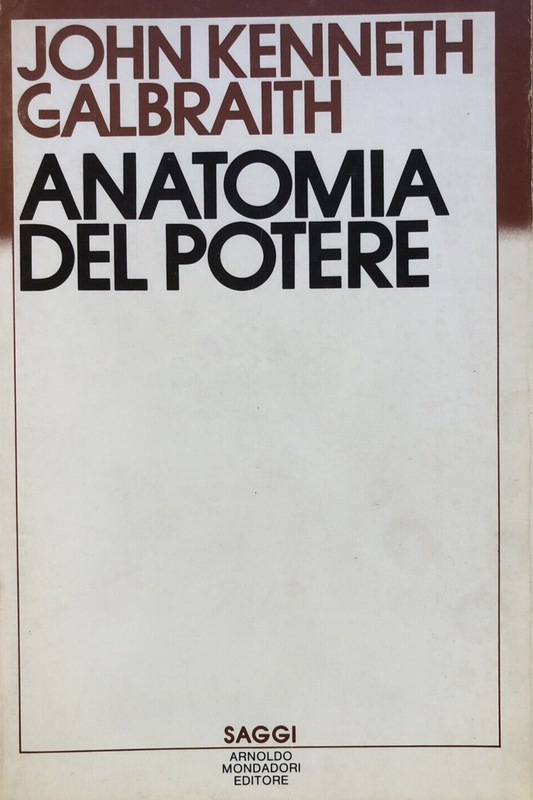 JOHN KENNETH
GALBRAITH
ANATOMIA
DEL POTERE
SAGGI
ARNOLDO
MONDADORI
EDITORE